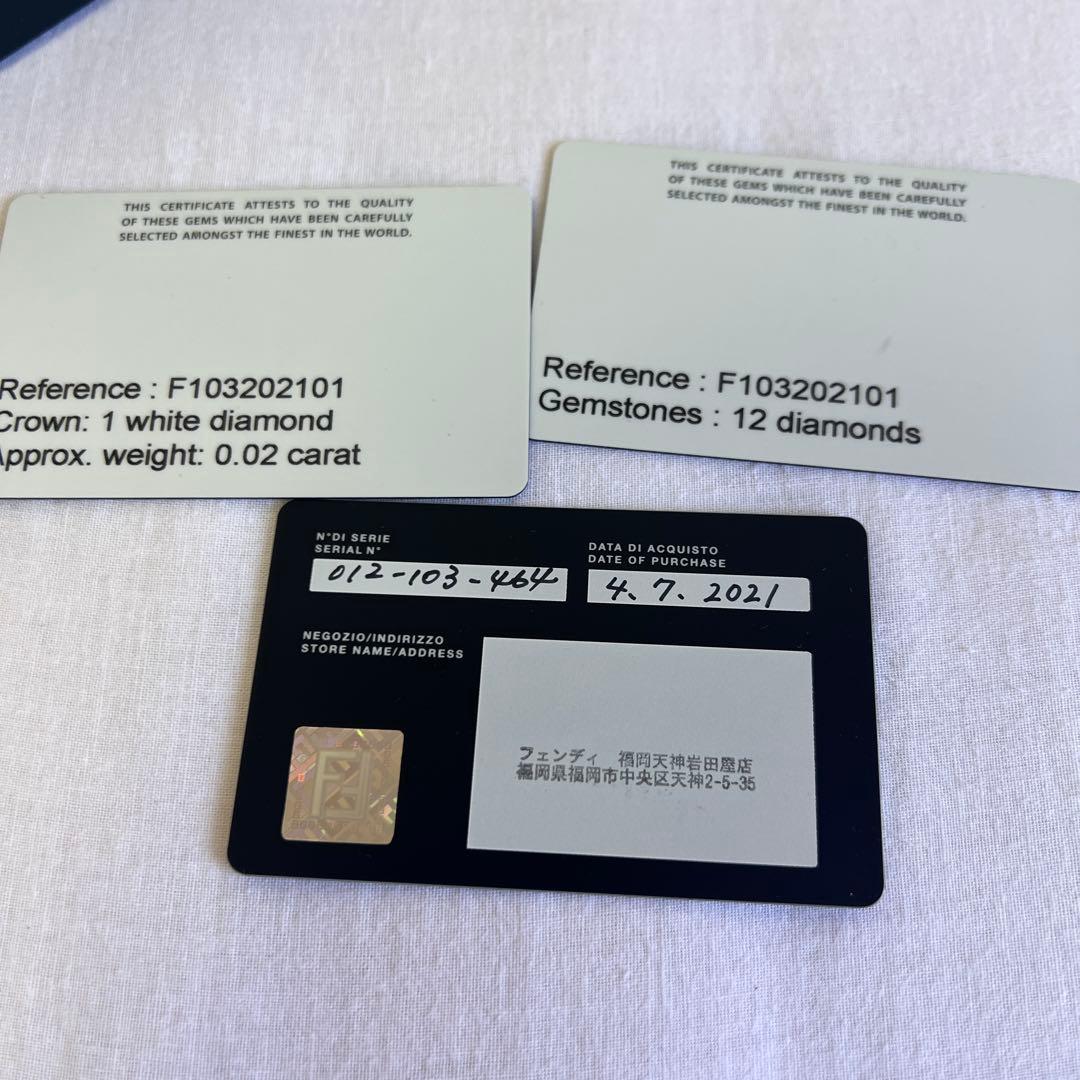 THIS CERTIFICATE ATTESTS TO THE QUALITY
OF THESE GEMS WHICH HAVE BEEN CAREFULLY
SELECTED AMONGST THE FINEST IN THE WORLD.
Reference : F103202101
Crown: 1 white diamond
Approx. weight: 0.02 carat
THIS CERTIFICATE ATTESTS TO THE QUALITY
OF THESE GEMS WHICH HAVE BEEN CAREFULLY
SELECTED AMONGST THE FINEST IN THE WORLD.
Reference : F103202101
Gemstones : 12 diamonds
N°DI SERIE
SERIAL N°
012-103-464
DATA DI ACQUISTO
DATE OF PURCHASE
4. 7. 2021
NEGOZIO/INDIRIZZO
STORE NAME/ADDRESS
フェンディ 福岡天神岩田屋店
福岡県福岡市中央区天神2-5-35